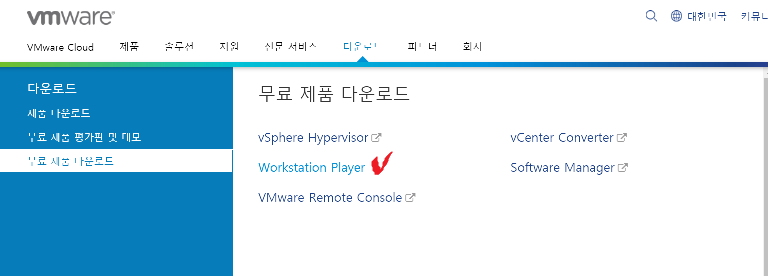 vmware®
대한민국 커뮤니
VMware Cloud 제품 솔루션 지원 전문 서비스 다운로드 파트너 회사
다운로드
제품 다운로드
무료 제품 평가판 및 데모
무료 제품 다운로드
무료 제품 다운로드
vSphere Hypervisor vCenter Converter
Workstation Player Software Manager
VMware Remote Console